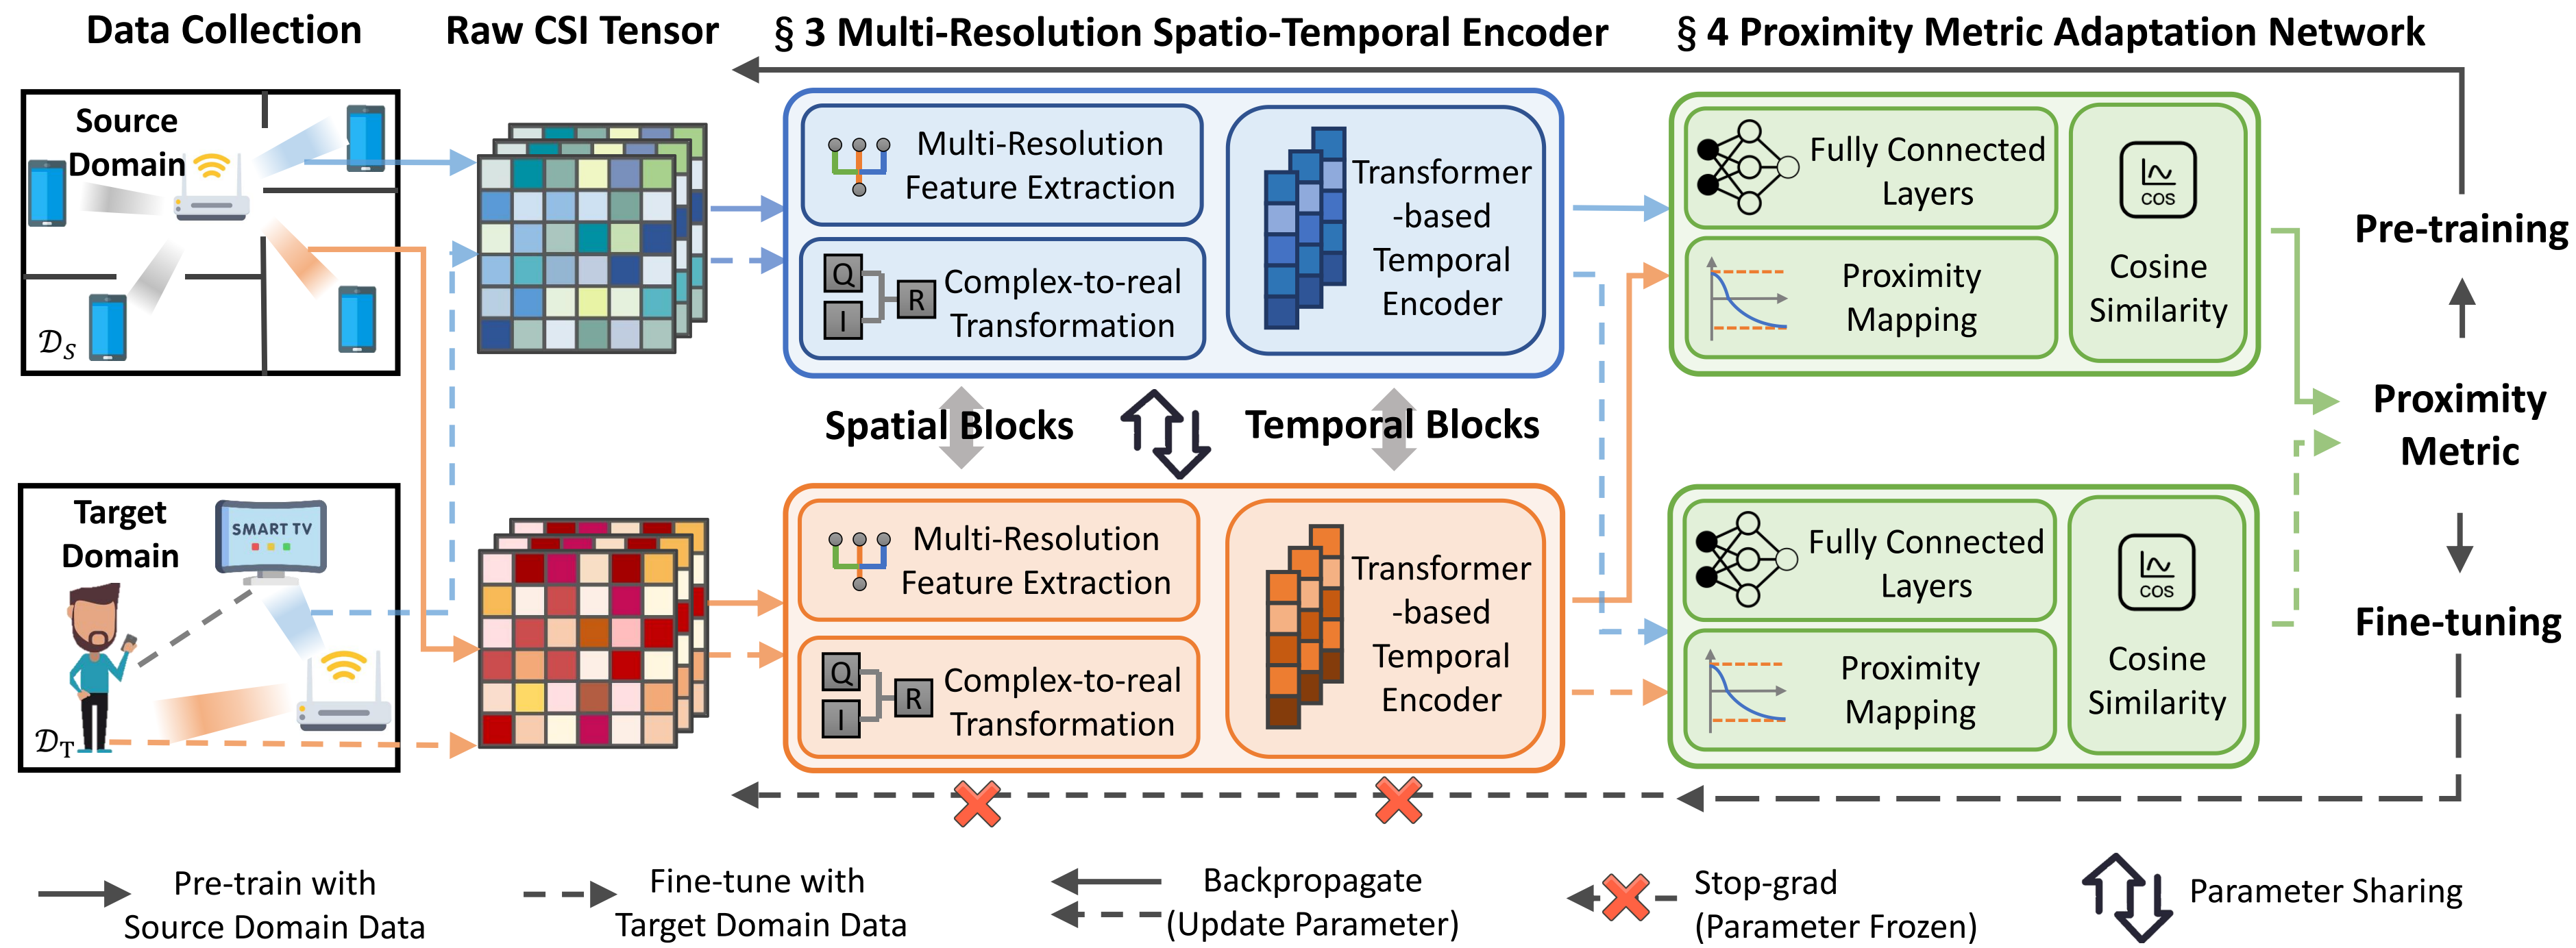 Data Collection
Raw CSI Tensor
§ 3 Multi-Resolution Spatio-Temporal Encoder
§ 4 Proximity Metric Adaptation Network
Source
Domain
𝒟S
Multi-Resolution
Feature Extraction
Q
I
R
Complex-to-real
Transformation
Transformer
-based
Temporal
Encoder
Fully Connected
Layers
Proximity
Mapping
COS
Cosine
Similarity
Pre-training
Spatial Blocks
Temporal Blocks
Proximity
Metric
Target
Domain
SMART TV
𝒟T
Multi-Resolution
Feature Extraction
Q
I
R
Complex-to-real
Transformation
Transformer
-based
Temporal
Encoder
Fully Connected
Layers
Proximity
Mapping
COS
Cosine
Similarity
Fine-tuning
Pre-train with
Source Domain Data
Fine-tune with
Target Domain Data
Backpropagate
(Update Parameter)
Stop-grad
(Parameter Frozen)
Parameter Sharing